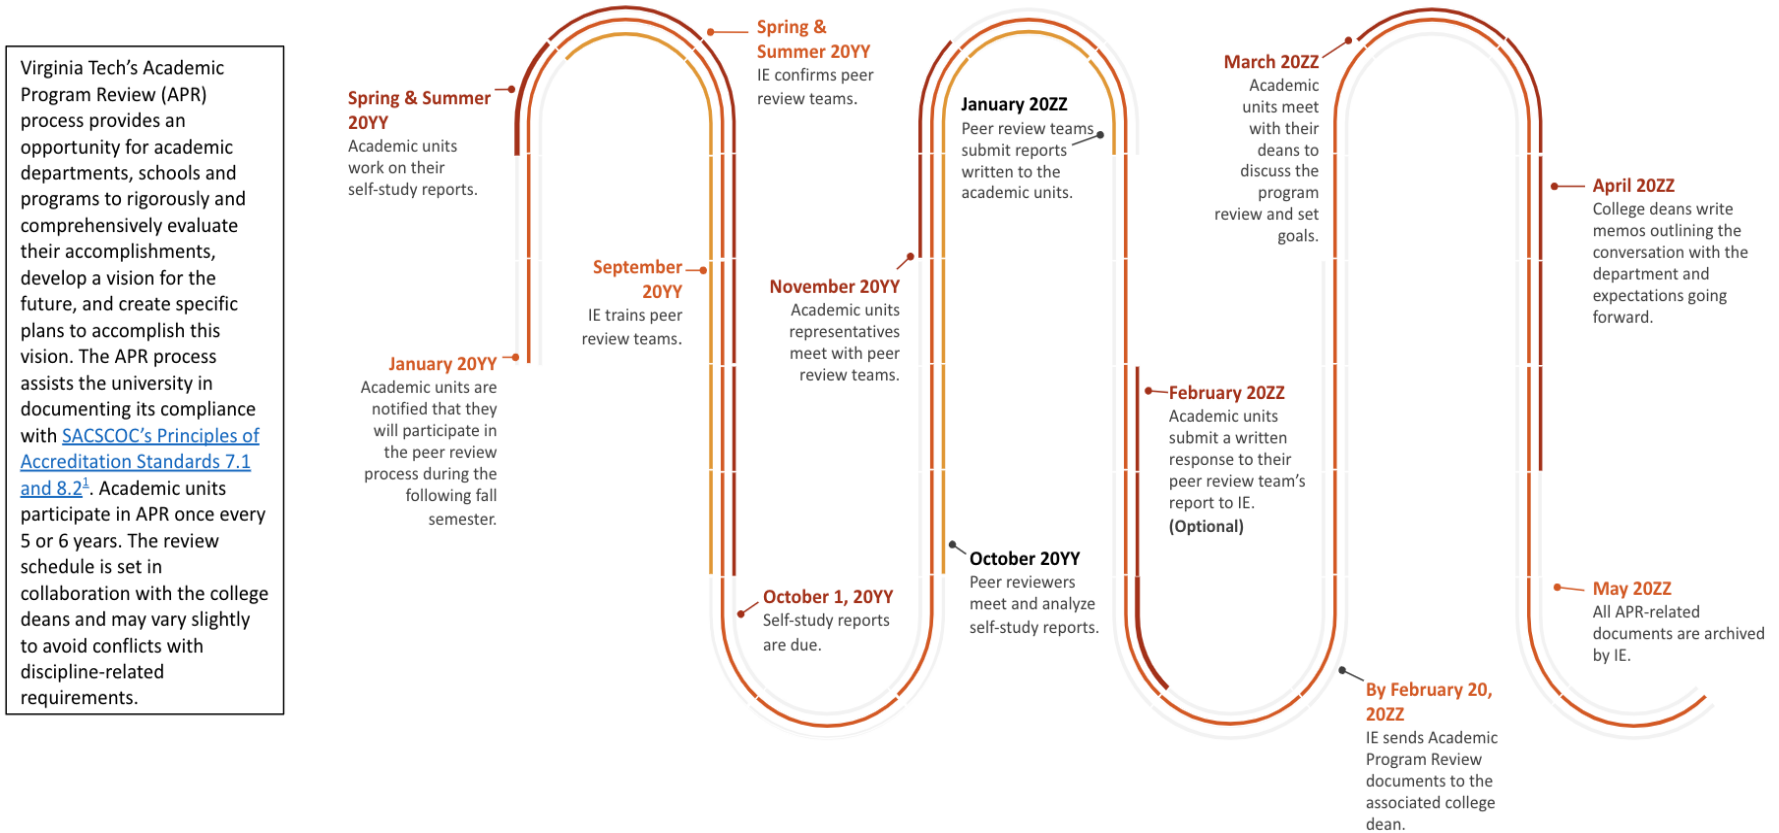 Virginia Tech’s Academic
Program Review (APR)
process provides an
opportunity for academic
departments, schools and
programs to rigorously and
comprehensively evaluate
their accomplishments,
develop a vision for the
future, and create specific
plans to accomplish this
vision. The APR process
assists the university in
documenting its compliance
with SACSCOC’s Principles of
Accreditation Standards 7.1
and 8.2¹. Academic units
participate in APR once every
5 or 6 years. The review
schedule is set in
collaboration with the college
deans and may vary slightly
to avoid conflicts with
discipline-related
requirements.
January 20YY
Academic units are
notified that they
will participate in
the peer review
process during the
following fall
semester.
Spring & Summer
20YY
Academic units
work on their
self-study reports.
Spring &
Summer 20YY
IE confirms peer
review teams.
September
20YY
IE trains peer
review teams.
October 1, 20YY
Self-study reports
are due.
October 20YY
Peer reviewers
meet and analyze
self-study reports.
November 20YY
Academic units
representatives
meet with peer
review teams.
January 20ZZ
Peer review teams
submit reports
written to the
academic units.
February 20ZZ
Academic units
submit a written
response to their
peer review team’s
report to IE.
(Optional)
By February 20,
20ZZ
IE sends Academic
Program Review
documents to the
associated college
dean.
March 20ZZ
Academic
units meet
with their
deans to
discuss the
program
review and set
goals.
April 20ZZ
College deans write
memos outlining the
conversation with the
department and
expectations going
forward.
May 20ZZ
All APR-related
documents are archived
by IE.